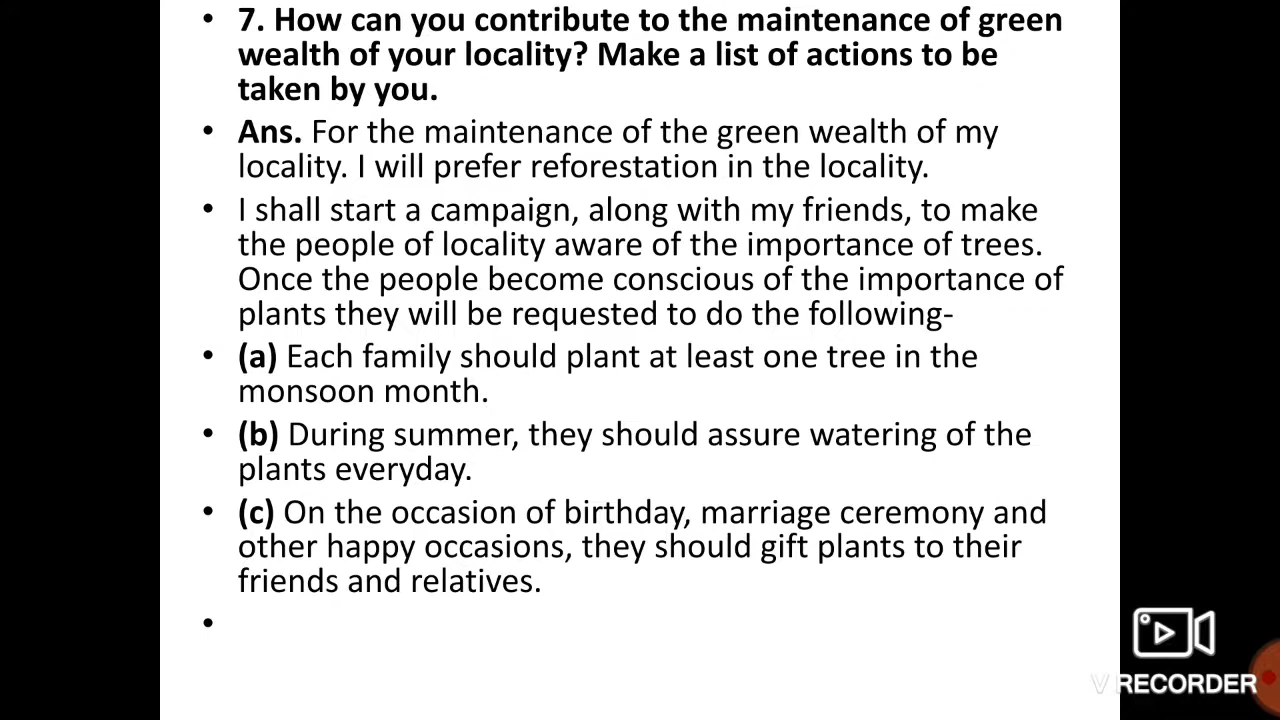 • 7. How can you contribute to the maintenance of green
wealth of your locality? Make a list of actions to be
taken by you.
• Ans. For the maintenance of the green wealth of my
locality. I will prefer reforestation in the locality.
• I shall start a campaign, along with my friends, to make
the people of locality aware of the importance of trees.
Once the people become conscious of the importance of
plants they will be requested to do the following-
• (a) Each family should plant at least one tree in the
monsoon month.
• (b) During summer, they should assure watering of the
plants everyday.
• (c) On the occasion of birthday, marriage ceremony and
other happy occasions, they should gift plants to their
friends and relatives.
•
V RECORDER